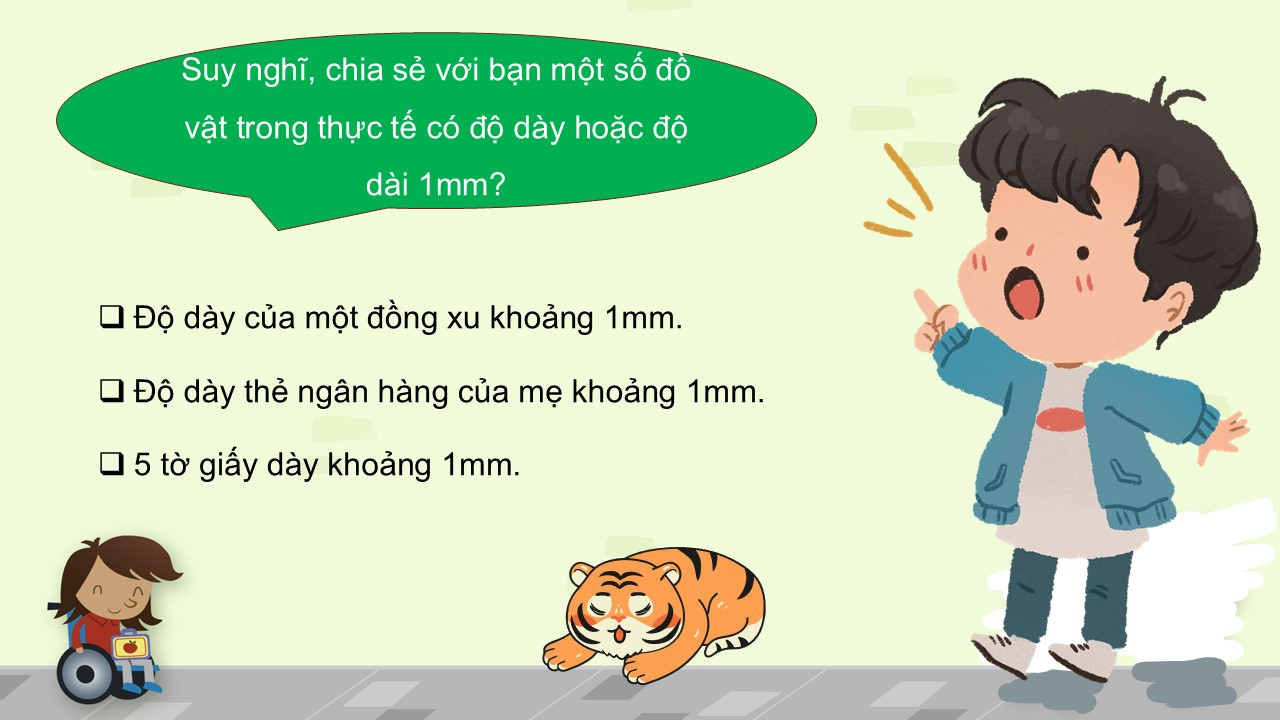 Suy nghĩ, chia sẻ với bạn một số đồ
vật trong thực tế có độ dày hoặc độ
dài 1mm?
❑ Độ dày của một đồng xu khoảng 1mm.
❑ Độ dày thẻ ngân hàng của mẹ khoảng 1mm.
❑ 5 tờ giấy dày khoảng 1mm.